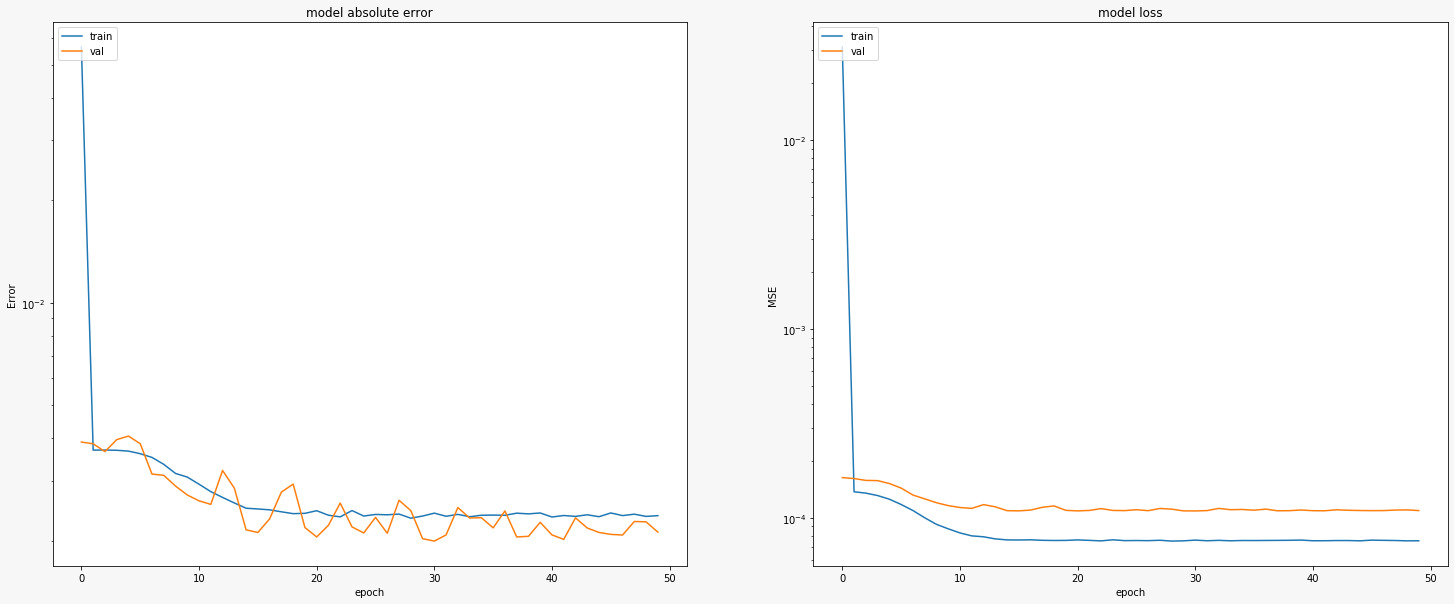 model absolute error
train
val
Error
10⁻²
0 10 20 30 40 50
epoch
model loss
train
val
MSE
10⁻²
10⁻³
10⁻⁴
0 10 20 30 40 50
epoch